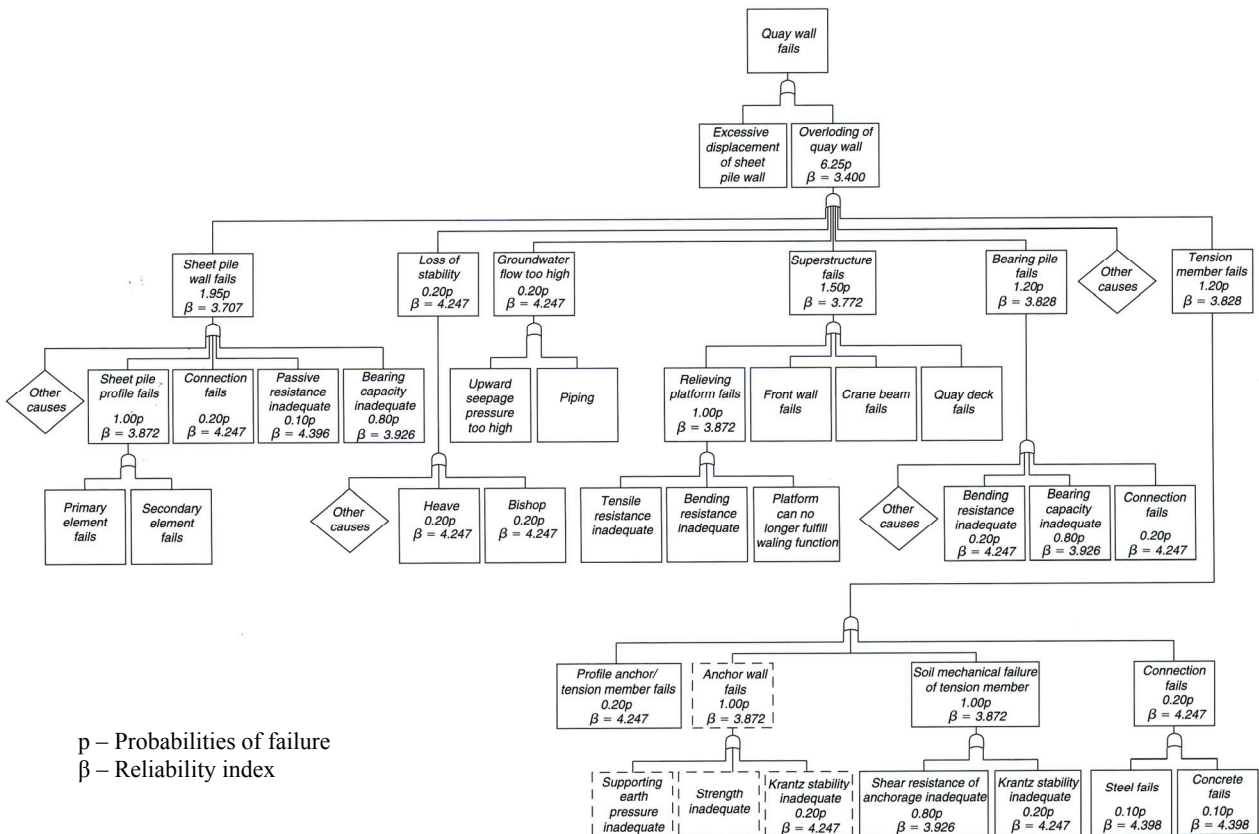 Quay wall
fails
Excessive
displacement
of sheet
pile wall
Overloding of
quay wall
6.25p
β = 3.400
Sheet pile
wall fails
1.95p
β = 3.707
Loss of
stability
0.20p
β = 4.247
Groundwater
flow too high
0.20p
β = 4.247
Superstructure
fails
1.50p
β = 3.772
Bearing pile
fails
1.20p
β = 3.828
Other
causes
Tension
member fails
1.20p
β = 3.828
Other
causes
Sheet pile
profile fails
1.00p
β = 3.872
Connection
fails
0.20p
β = 4.247
Passive
resistance
inadequate
0.10p
β = 4.396
Bearing
capacity
inadequate
0.80p
β = 3.926
Upward
seepage
pressure
too high
Piping
Relieving
platform fails
1.00p
β = 3.872
Front wall
fails
Crane beam
fails
Quay deck
fails
Primary
element
fails
Secondary
element
fails
Other
causes
Heave
0.20p
β = 4.247
Bishop
0.20p
β = 4.247
Tensile
resistance
inadequate
Bending
resistance
inadequate
Platform
can no
longer fulfill
waling function
Other
causes
Bending
resistance
inadequate
0.20p
β = 4.247
Bearing
capacity
inadequate
0.80p
β = 3.926
Connection
fails
0.20p
β = 4.247
Profile anchor/
tension member fails
0.20p
β = 4.247
Anchor wall
fails
1.00p
β = 3.872
Soil mechanical failure
of tension member
1.00p
β = 3.872
Connection
fails
0.20p
β = 4.247
Supporting
earth
pressure
inadequate
Strength
inadequate
Krantz stability
inadequate
0.20p
β = 4.247
Shear resistance of
anchorage inadequate
0.80p
β = 3.926
Krantz stability
inadequate
0.20p
β = 4.247
Steel fails
0.10p
β = 4.398
Concrete
fails
0.10p
β = 4.398
p – Probabilities of failure
β – Reliability index